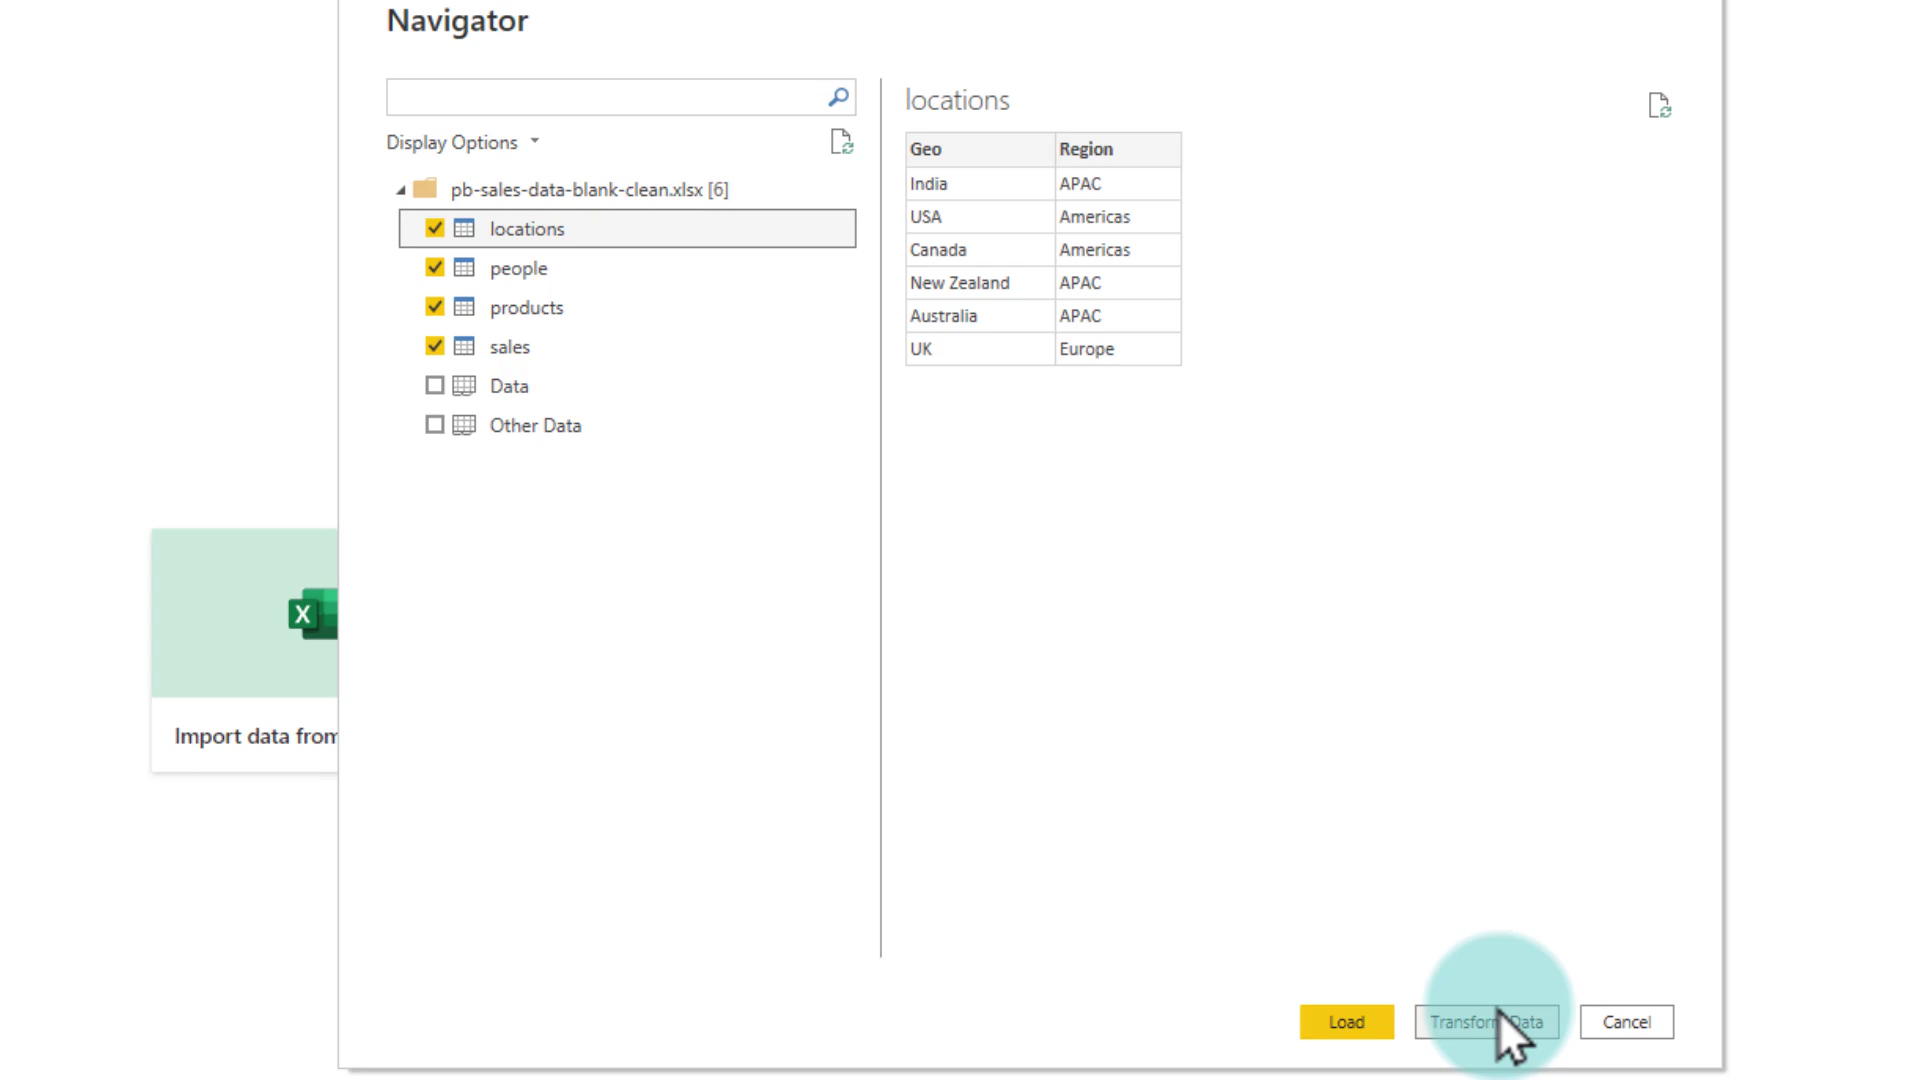 Navigator
Display Options
pb-sales-data-blank-clean.xlsx [6]
locations
people
products
sales
Data
Other Data
locations
Geo Region
India APAC
USA Americas
Canada Americas
New Zealand APAC
Australia APAC
UK Europe
X
Import data from
Load Transform Data Cancel